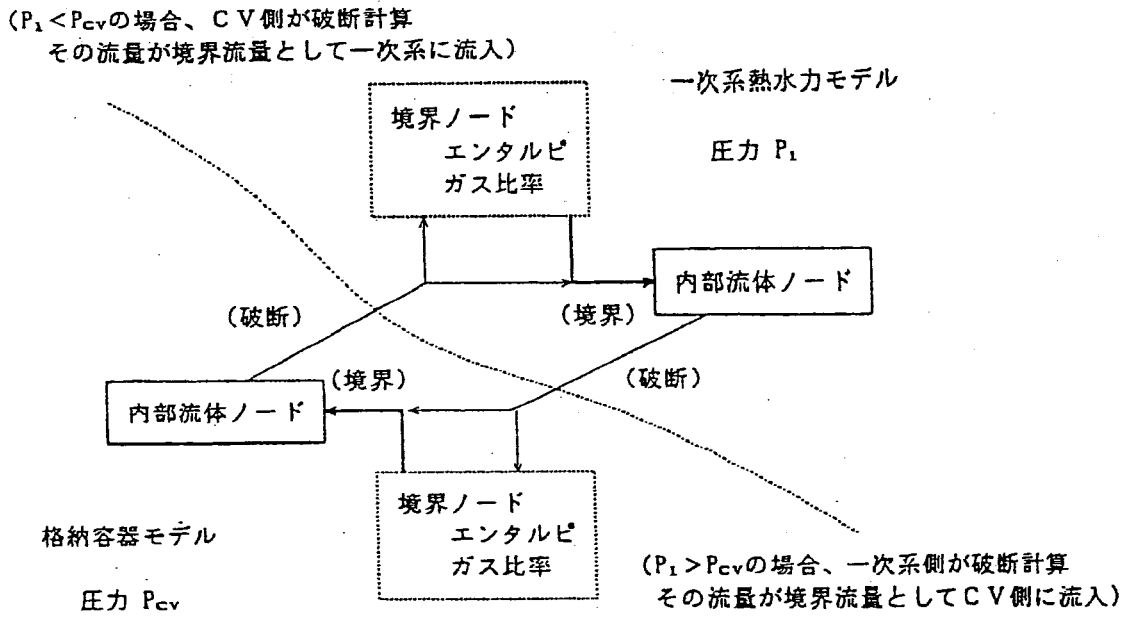 (P₁<Pcvの場合、CV側が破断計算
その流量が境界流量として一次系に流入)
一次系熱水力モデル
圧力 P₁
境界ノード
エンタルピ
ガス比率
内部流体ノード
(破断)
(境界)
(境界)
(破断)
内部流体ノード
境界ノード
エンタルピ
ガス比率
格納容器モデル
圧力 Pcv
(P₁>Pcvの場合、一次系側が破断計算
その流量が境界流量としてCV側に流入)